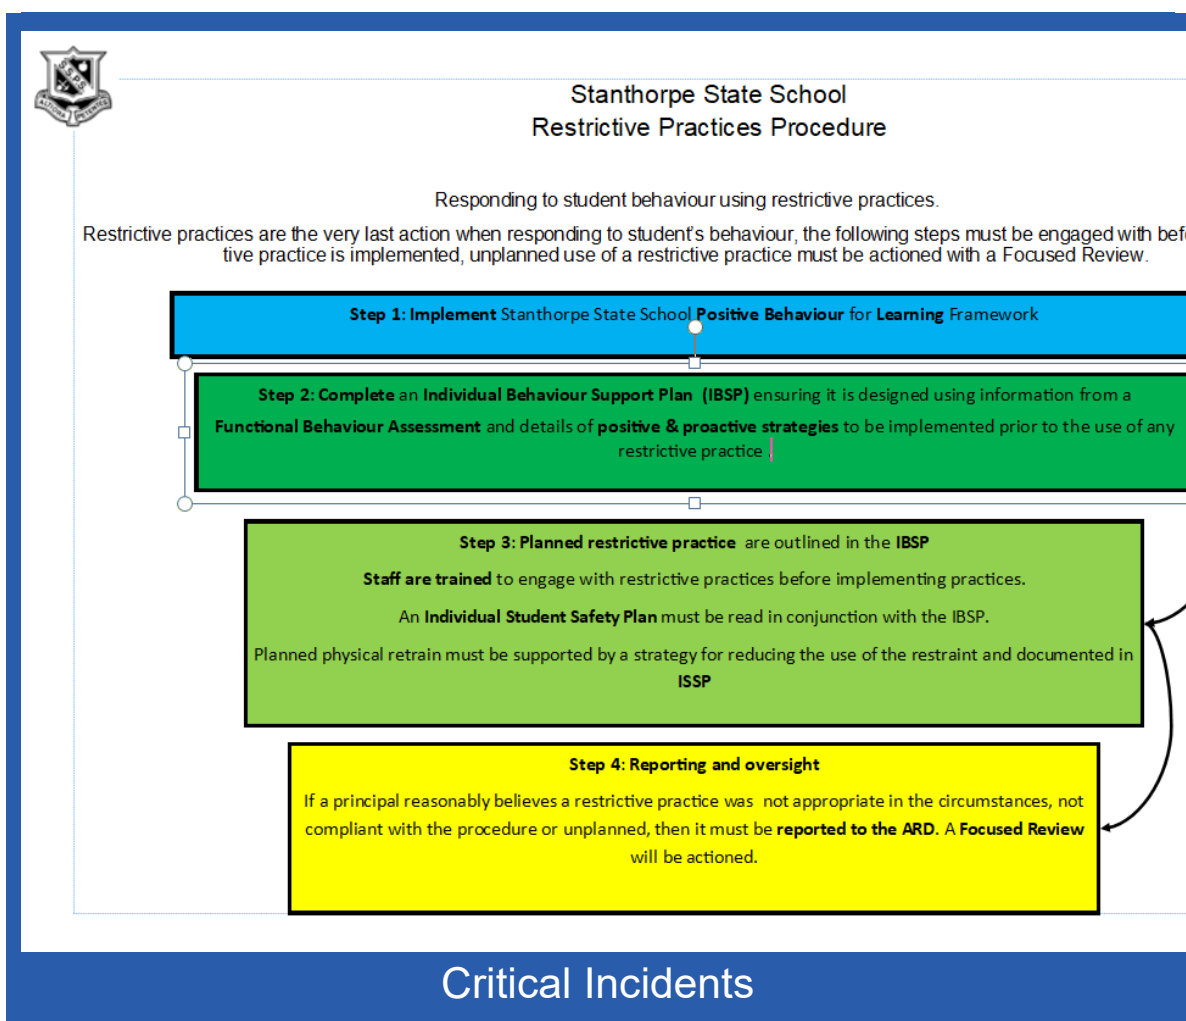 S.S.P.S
ALTIORA PETENTES
Stanthorpe State School
Restrictive Practices Procedure
Responding to student behaviour using restrictive practices.
Restrictive practices are the very last action when responding to student's behaviour, the following steps must be engaged with bef
tive practice is implemented, unplanned use of a restrictive practice must be actioned with a Focused Review.
Step 1: Implement Stanthorpe State School Positive Behaviour for Learning Framework
Step 2: Complete an Individual Behaviour Support Plan (IBSP) ensuring it is designed using information from a
Functional Behaviour Assessment and details of positive & proactive strategies to be implemented prior to the use of any
restrictive practice .
Step 3: Planned restrictive practice are outlined in the IBSP
Staff are trained to engage with restrictive practices before implementing practices.
An Individual Student Safety Plan must be read in conjunction with the IBSP.
Planned physical retrain must be supported by a strategy for reducing the use of the restraint and documented in
ISSP
Step 4: Reporting and oversight
If a principal reasonably believes a restrictive practice was not appropriate in the circumstances, not
compliant with the procedure or unplanned, then it must be reported to the ARD. A Focused Review
will be actioned.
Critical Incidents